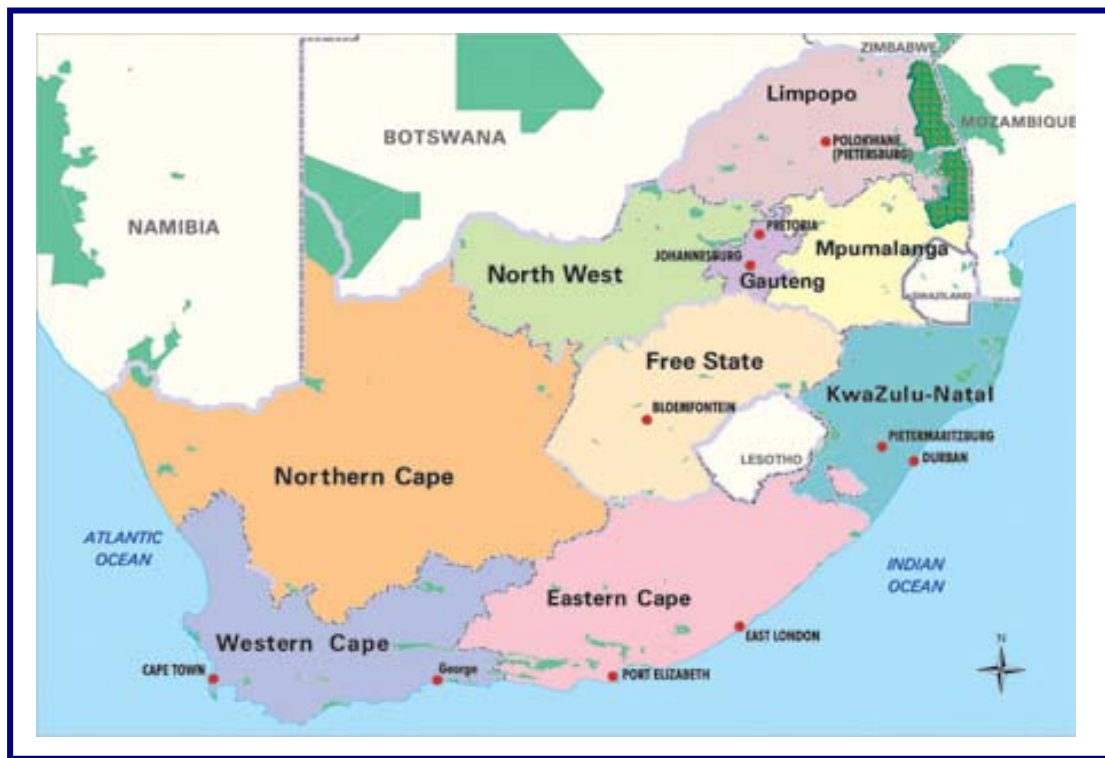 ZIMBABWE
Limpopo
MOZAMBIQUE
BOTSWANA
POLOKWANE
(PIETERSBURG)
NAMIBIA
PRETORIA
Mpumalanga
JOHANNESBURG
North West
Gauteng
SWAZILAND
Free State
KwaZulu-Natal
BLOEMFONTEIN
PIETERMARITZBURG
LESOTHO
DURBAN
Northern Cape
ATLANTIC
OCEAN
INDIAN
OCEAN
Eastern Cape
EAST LONDON
Western Cape
N
CAPE TOWN
George
PORT ELIZABETH